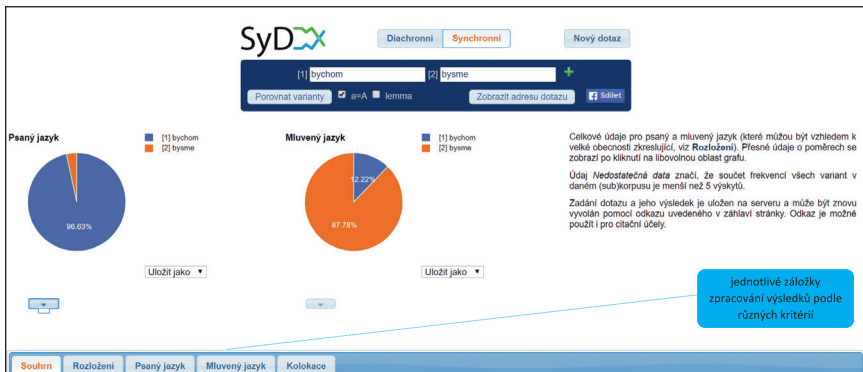 SyD
Diachronni Synchronni
Nový dotaz
[1] bychom [2] bysme
Porovnat varianty a=A lemma Zobrazit adresu dotazu Sdílet
Psaný jazyk
[1] bychom
[2] bysme
96.63%
Uložit jako
Mluvený jazyk
[1] bychom
[2] bysme
12.22%
87.78%
Uložit jako
Celkové údaje pro psaný a mluvený jazyk (které můžou být vzhledem k
velké obecnosti zkreslující, viz Rozložení). Přesné údaje o poměrech se
zobrazí po kliknutí na libovolnou oblast grafu.
Údaj Nedostatečná data značí, že součet frekvencí všech variant v
daném (sub)korpusu je menší než 5 výskytů.
Zadání dotazu a jeho výsledek je uložen na serveru a může být znovu
vyvolán pomocí odkazu uvedeného v záhlaví stránky. Odkaz je možné
použít i pro citační účely.
jednotlivé záložky
zpracování výsledků podle
různých kritérií
Souhrn Rozložení Psaný jazyk Mluvený jazyk Kolokace